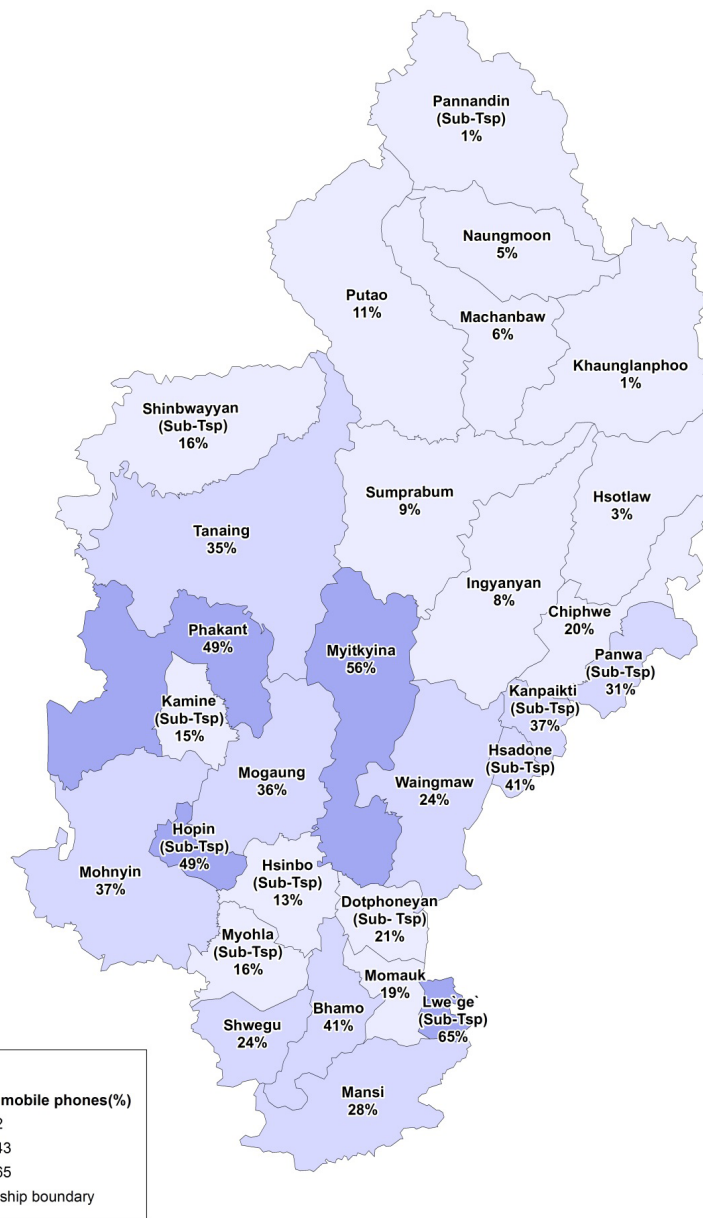 Pannandin
(Sub-Tsp)
1%
Naungmoon
5%
Putao
11%
Machanbaw
6%
Khaunglanphoo
1%
Shinbwayyan
(Sub-Tsp)
16%
Sumprabum
9%
Hsotlaw
3%
Tanaing
35%
Ingyanyan
8%
Chiphwe
20%
Phakant
49%
Myitkyina
56%
Panwa
(Sub-Tsp)
31%
Kanpaikti
(Sub-Tsp)
37%
Kamine
(Sub-Tsp)
15%
Hsadone
(Sub-Tsp)
41%
Mogaung
36%
Waingmaw
24%
Hopin
(Sub-Tsp)
49%
Mohnyin
37%
Hsinbo
(Sub-Tsp)
13%
Dotphoneyan
(Sub- Tsp)
21%
Myohla
(Sub-Tsp)
16%
Momauk
19%
Lwe`ge`
(Sub-Tsp)
65%
Bhamo
41%
Shwegu
24%
Mansi
28%
mobile phones(%)
2
43
65
ship boundary